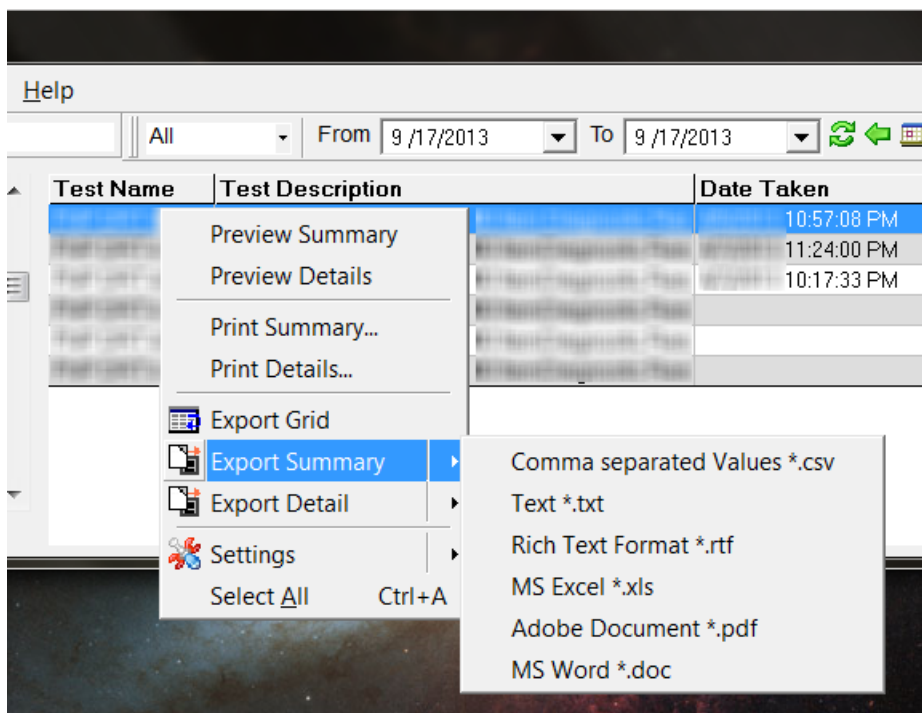 Help
All From 9 /17/2013 To 9 /17/2013
Test Name Test Description Date Taken
10:57:08 PM
11:24:00 PM
10:17:33 PM
Preview Summary
Preview Details
Print Summary...
Print Details...
Export Grid
Export Summary
Export Detail
Settings
Select All Ctrl+A
Comma separated Values *.csv
Text *.txt
Rich Text Format *.rtf
MS Excel *.xls
Adobe Document *.pdf
MS Word *.doc